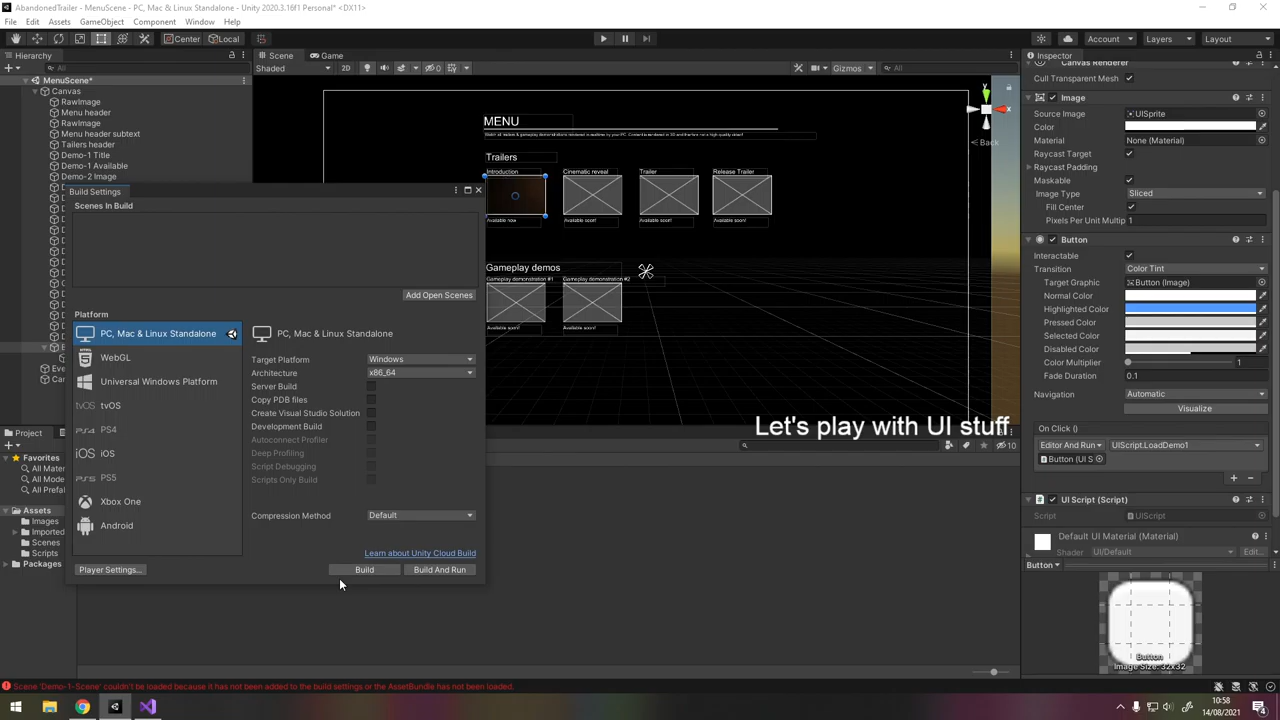 AbandonedTrailer - MenuScene - PC, Mac & Linux Standalone - Unity 2020.3.16f1 Personal* <DX11>
File Edit Assets GameObject Component Window Help
Center Local Account Layers Layout
Hierarchy Scene Game Inspector
All Shaded 2D 0 Gizmos All
MenuScene*
Canvas
RawImage
Menu header
RawImage
Menu header subtext
Tailers header
Demo-1 Title
Demo-1 Available
Demo-2 Image
Build Settings
Scenes In Build
Add Open Scenes
Platform
PC, Mac & Linux Standalone
WebGL
Universal Windows Platform
tvOS tvOS
PS4 PS4
iOS iOS
PS5 PS5
Xbox One
Android
Player Settings...
PC, Mac & Linux Standalone
Target Platform Windows
Architecture x86_64
Server Build
Copy PDB files
Create Visual Studio Solution
Development Build
Autoconnect Profiler
Deep Profiling
Script Debugging
Scripts Only Build
Compression Method Default
Learn about Unity Cloud Build
Build Build And Run
MENU
Trailers
Introduction Cinematic reveal Trailer Release Trailer
Available now Available soon! Available soon! Available soon!
Gameplay demos
Gameplay demonstration #1 Gameplay demonstration #2
Available soon! Available soon!
y
x
Back
Let's play with UI stuff
10
Project
Favorites
All Mater
All Mode
All Prefa
Assets
Images
Imported
Scenes
Scripts
Packages
Canvas Renderer
Cull Transparent Mesh
Image
Source Image UISprite
Color
Material None (Material)
Raycast Target
Raycast Padding
Maskable
Image Type Sliced
Fill Center
Pixels Per Unit Multip 1
Button
Interactable
Transition Color Tint
Target Graphic Button (Image)
Normal Color
Highlighted Color
Pressed Color
Selected Color
Disabled Color
Color Multiplier 1
Fade Duration 0.1
Navigation Automatic
Visualize
On Click ()
Editor And Run UIScript.LoadDemo1
Button (UI S
UI Script (Script)
Script UIScript
Default UI Material (Material)
Shader UI/Default Edit...
Button
Button
Image Size: 32x32
Scene 'Demo-1-Scene' couldn't be loaded because it has not been added to the build settings or the AssetBundle has not been loaded.
10:58
14/08/2021